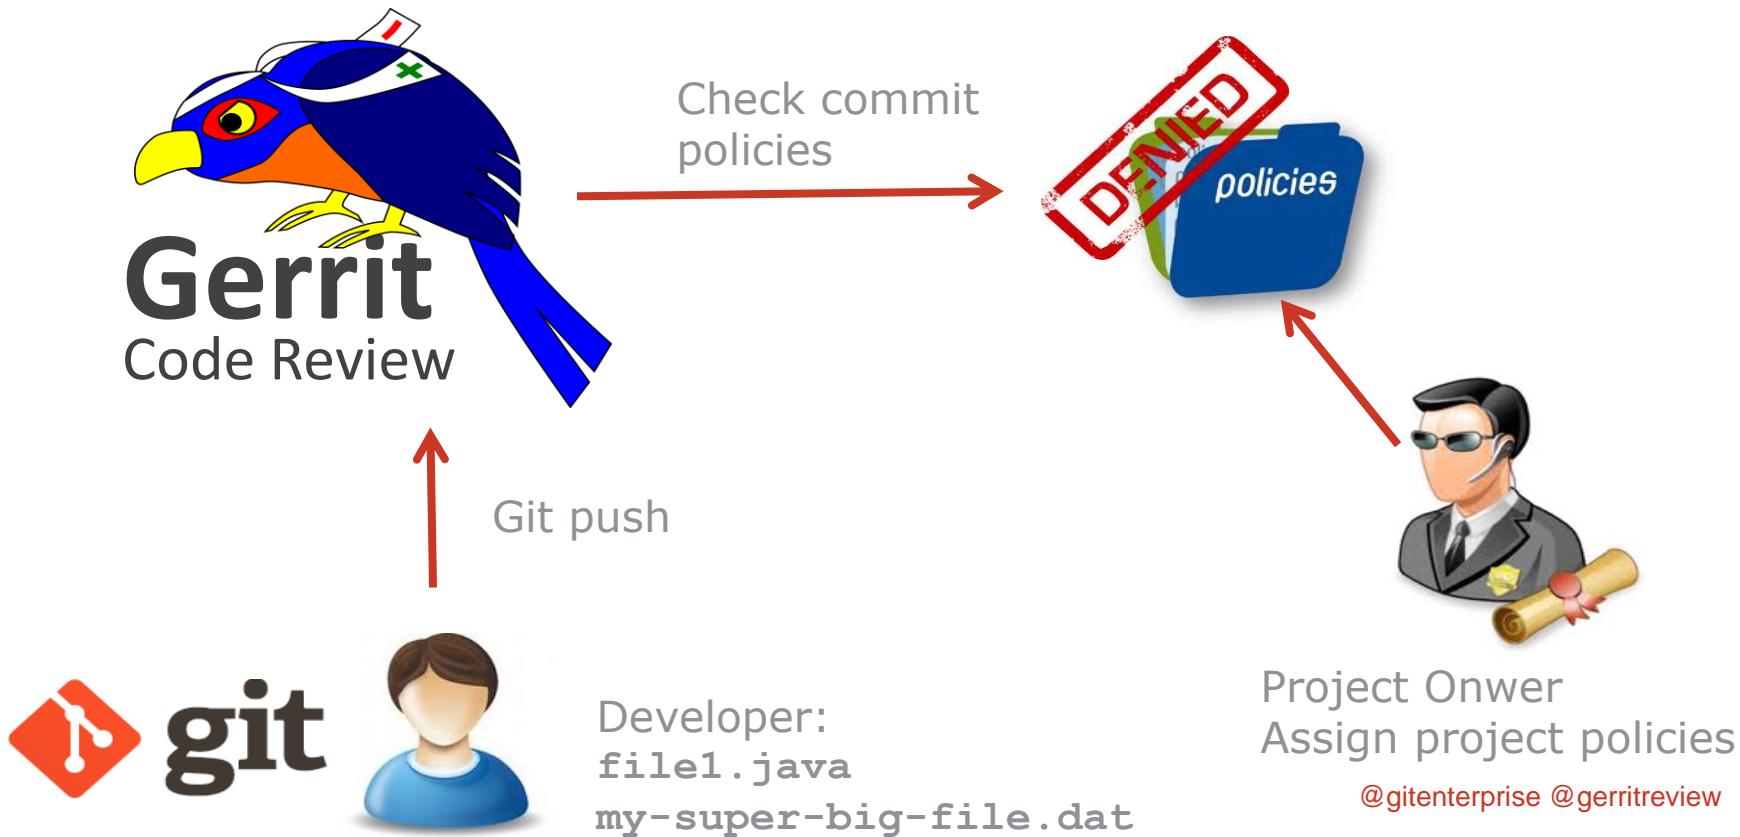 Gerrit
Code Review
Check commit
policies
DENIED
policies
Git push
git
Developer:
file1.java
my-super-big-file.dat
Project Onwer
Assign project policies
@gitenterprise @gerritreview